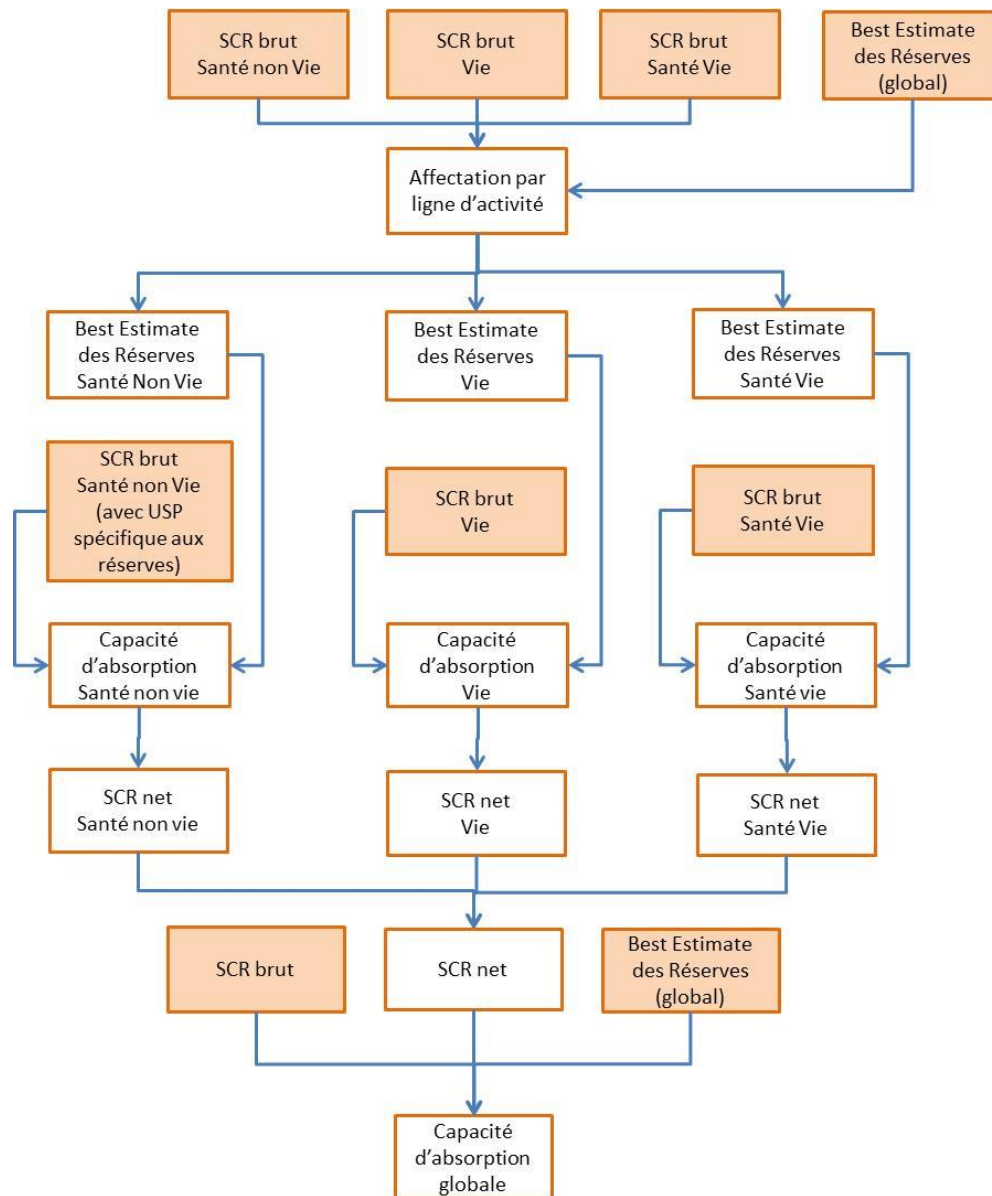 SCR brut
Santé non Vie
SCR brut
Vie
SCR brut
Santé Vie
Best Estimate
des Réserves
(global)
Affectation par
ligne d’activité
Best Estimate
des Réserves
Santé Non Vie
Best Estimate
des Réserves
Vie
Best Estimate
des Réserves
Santé Vie
SCR brut
Santé non Vie
(avec USP
spécifique aux
réserves)
SCR brut
Vie
SCR brut
Santé Vie
Capacité
d’absorption
Santé non vie
Capacité
d’absorption
Vie
Capacité
d’absorption
Santé vie
SCR net
Santé non vie
SCR net
Vie
SCR net
Santé Vie
SCR brut
SCR net
Best Estimate
des Réserves
(global)
Capacité
d’absorption
globale